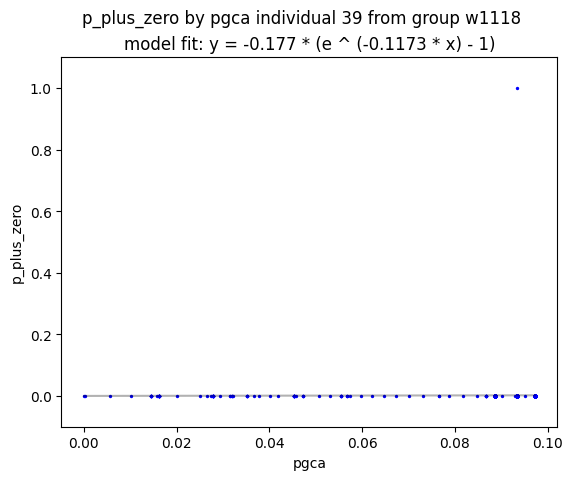 p_plus_zero by pgca individual 39 from group w1118
model fit: y = -0.177 * (e ^ (-0.1173 * x) - 1)
1.0
0.8
0.6
0.4
0.2
0.0
p_plus_zero
0.00 0.02 0.04 0.06 0.08 0.10
pgca